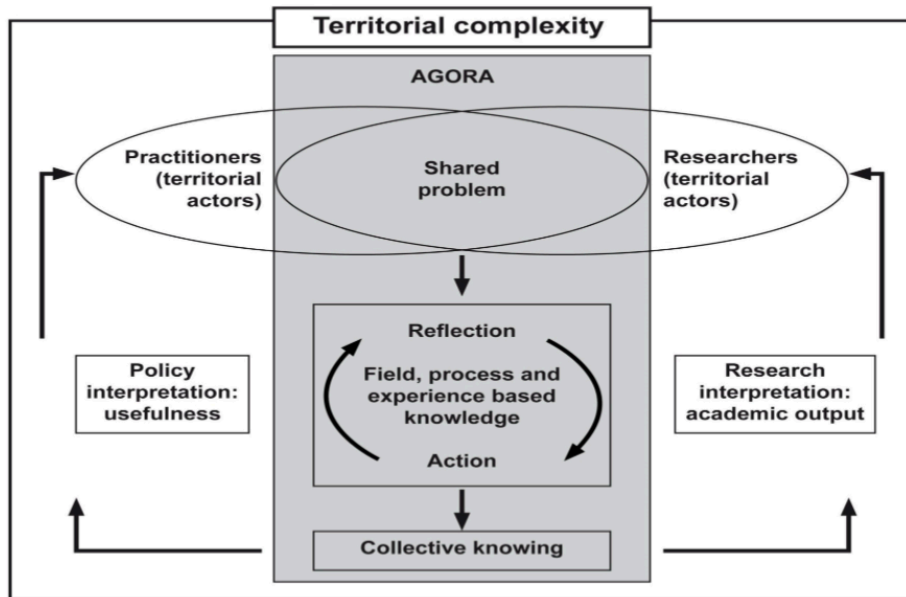 Territorial complexity
AGORA
Practitioners
(territorial
actors)
Shared
problem
Researchers
(territorial
actors)
Reflection
Field, process and
experience based
knowledge
Action
Policy
interpretation:
usefulness
Research
interpretation:
academic output
Collective knowing